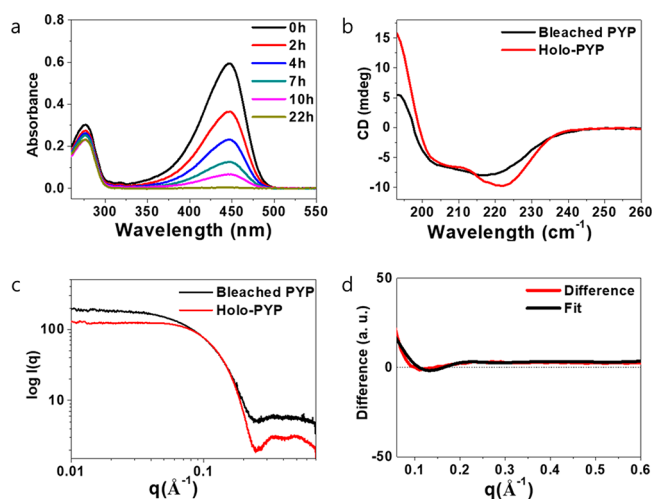 a
0.8
0.6
0.4
0.2
0.0
Absorbance
0h
2h
4h
7h
10h
22h
300 350 400 450 500 550
Wavelength (nm)
b
15
10
5
0
-5
-10
CD (mdeg)
Bleached PYP
Holo-PYP
200 210 220 230 240 250 260
Wavelength (cm⁻¹)
c
100
10
log I(q)
Bleached PYP
Holo-PYP
0.01 0.1
q(Å⁻¹)
d
50
0
-50
Difference (a. u.)
Difference
Fit
0.1 0.2 0.3 0.4 0.5 0.6
q(Å⁻¹)